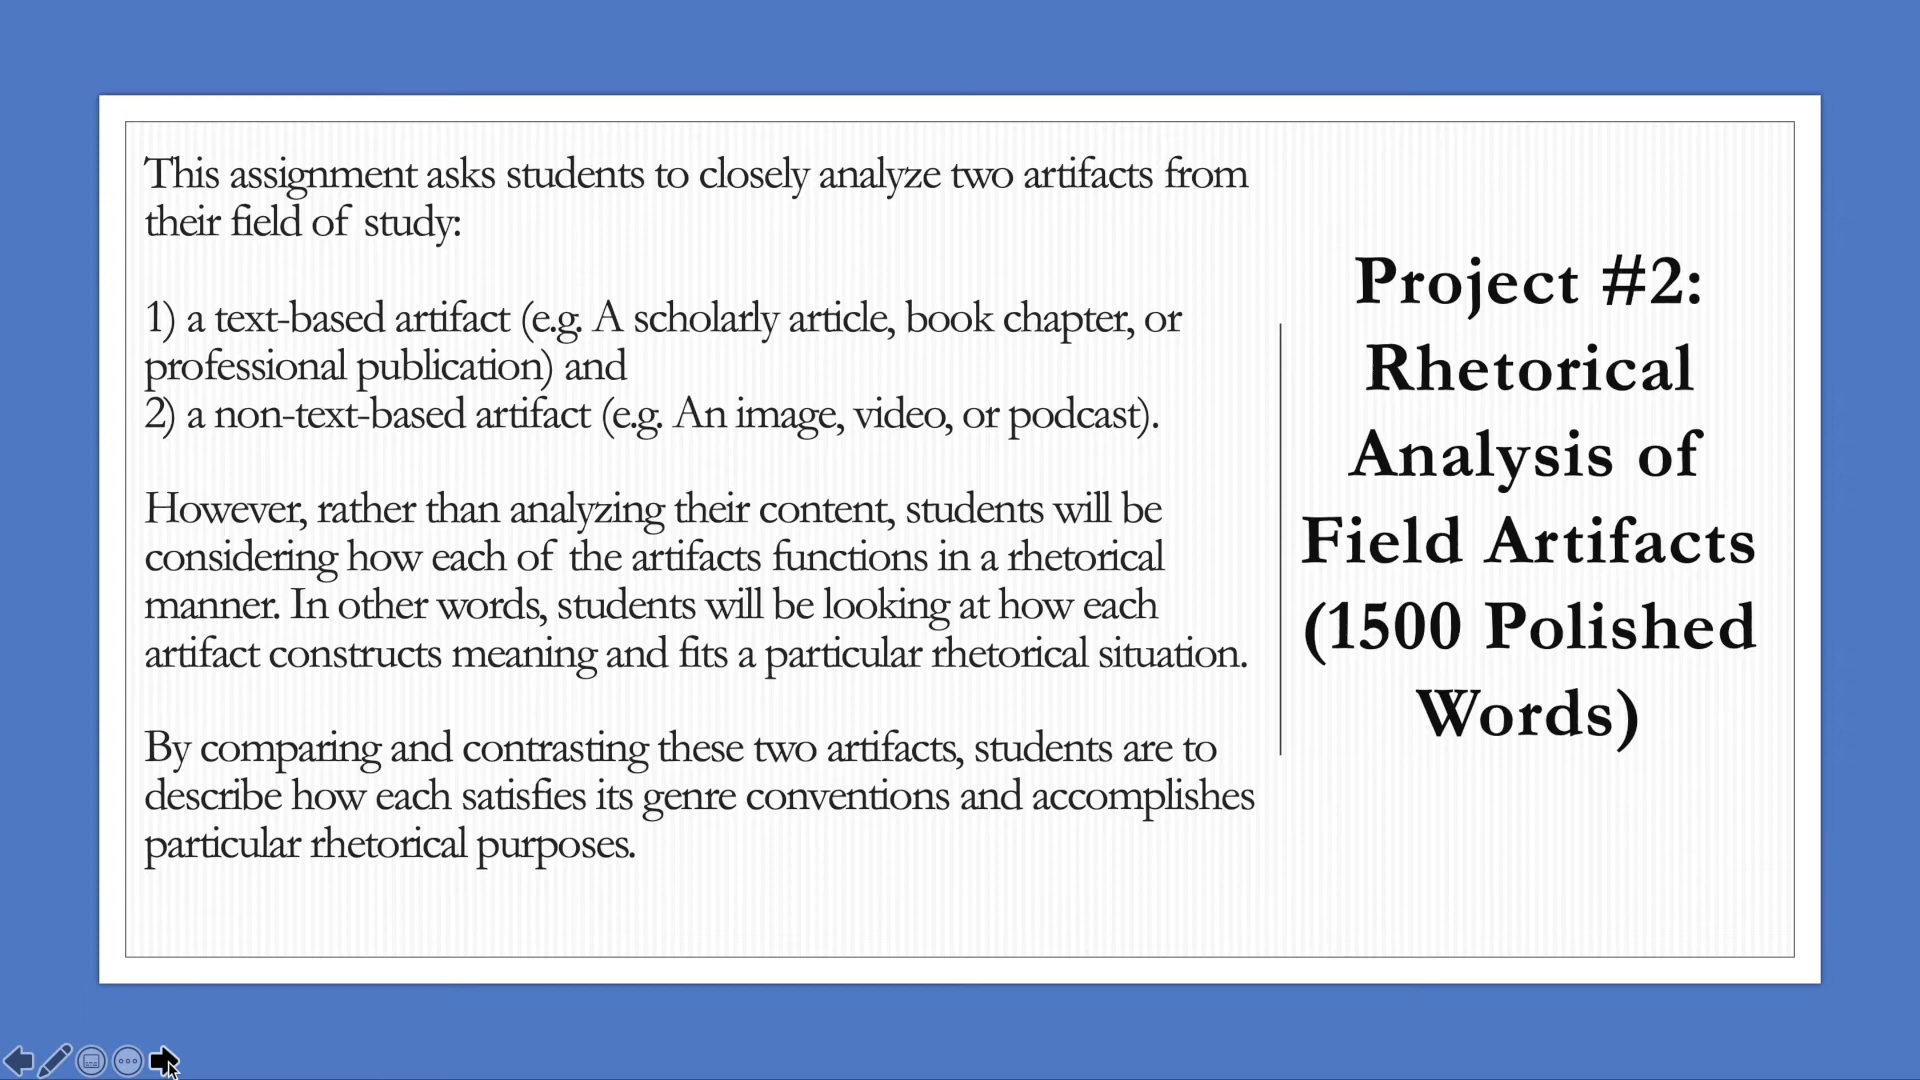 This assignment asks students to closely analyze two artifacts from
their field of study:
1) a text-based artifact (e.g. A scholarly article, book chapter, or
professional publication) and
2) a non-text-based artifact (e.g. An image, video, or podcast).
However, rather than analyzing their content, students will be
considering how each of the artifacts functions in a rhetorical
manner. In other words, students will be looking at how each
artifact constructs meaning and fits a particular rhetorical situation.
By comparing and contrasting these two artifacts, students are to
describe how each satisfies its genre conventions and accomplishes
particular rhetorical purposes.
Project #2:
Rhetorical
Analysis of
Field Artifacts
(1500 Polished
Words)